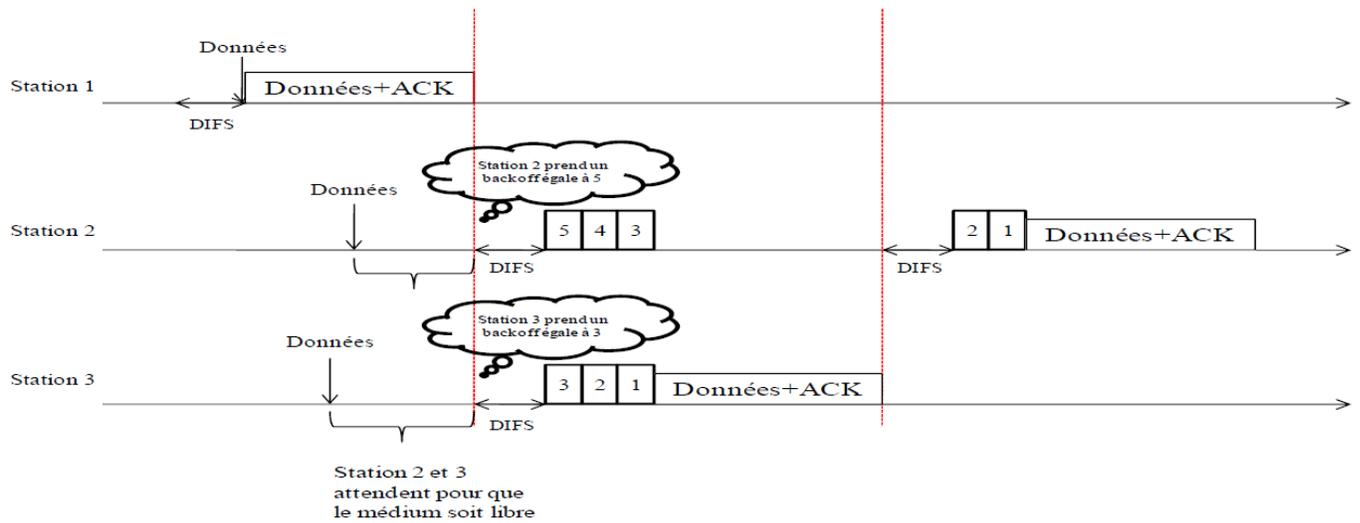 Données
Station 1
Données+ACK
DIFS
Station 2 prend un
backoff égale à 5
Données
Station 2
5 4 3
2 1
Données+ACK
DIFS
DIFS
Station 3 prend un
backoff égale à 3
Données
Station 3
3 2 1
Données+ACK
DIFS
Station 2 et 3
attendent pour que
le médium soit libre